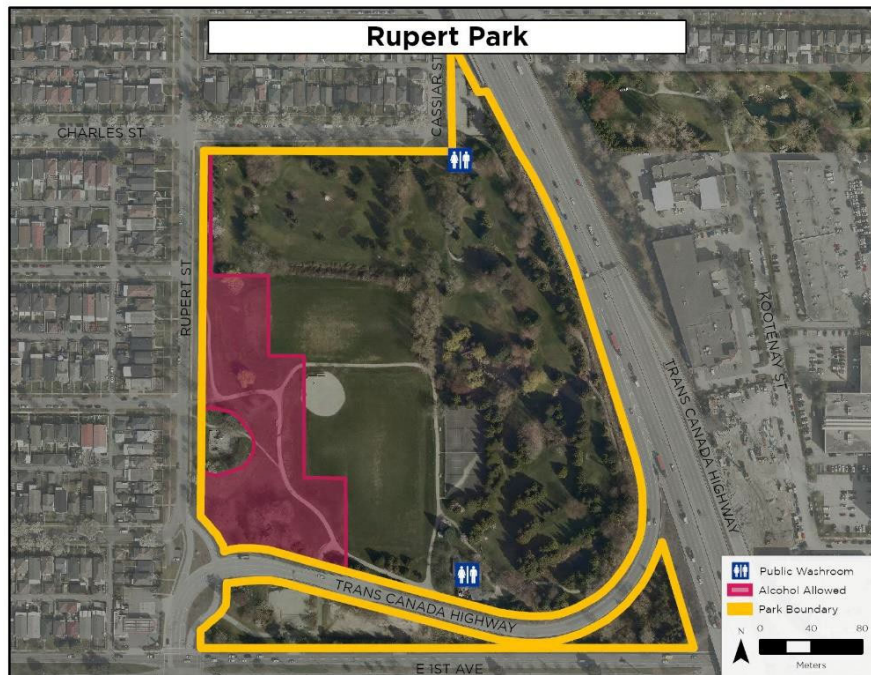 Rupert Park
CASSIAR ST
CHARLES ST
RUPERT ST
KOOTENAY ST
TRANS CANADA HIGHWAY
TRANS CANADA HIGHWAY
E 1ST AVE
Public Washroom
Alcohol Allowed
Park Boundary
N
0 40 80
Meters